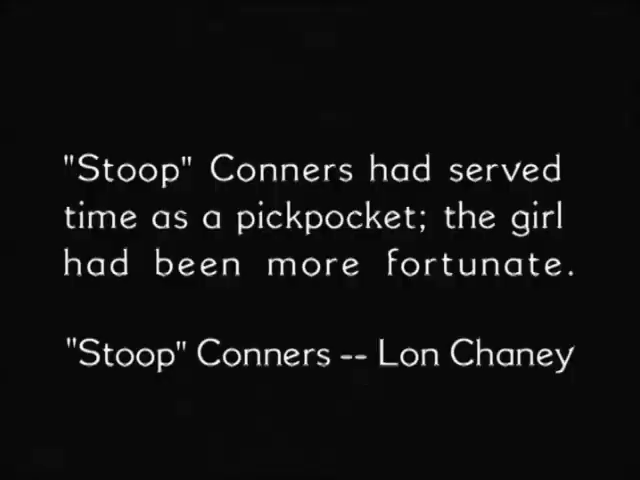 "Stoop" Conners had served
time as a pickpocket; the girl
had been more fortunate.
"Stoop" Conners -- Lon Chaney